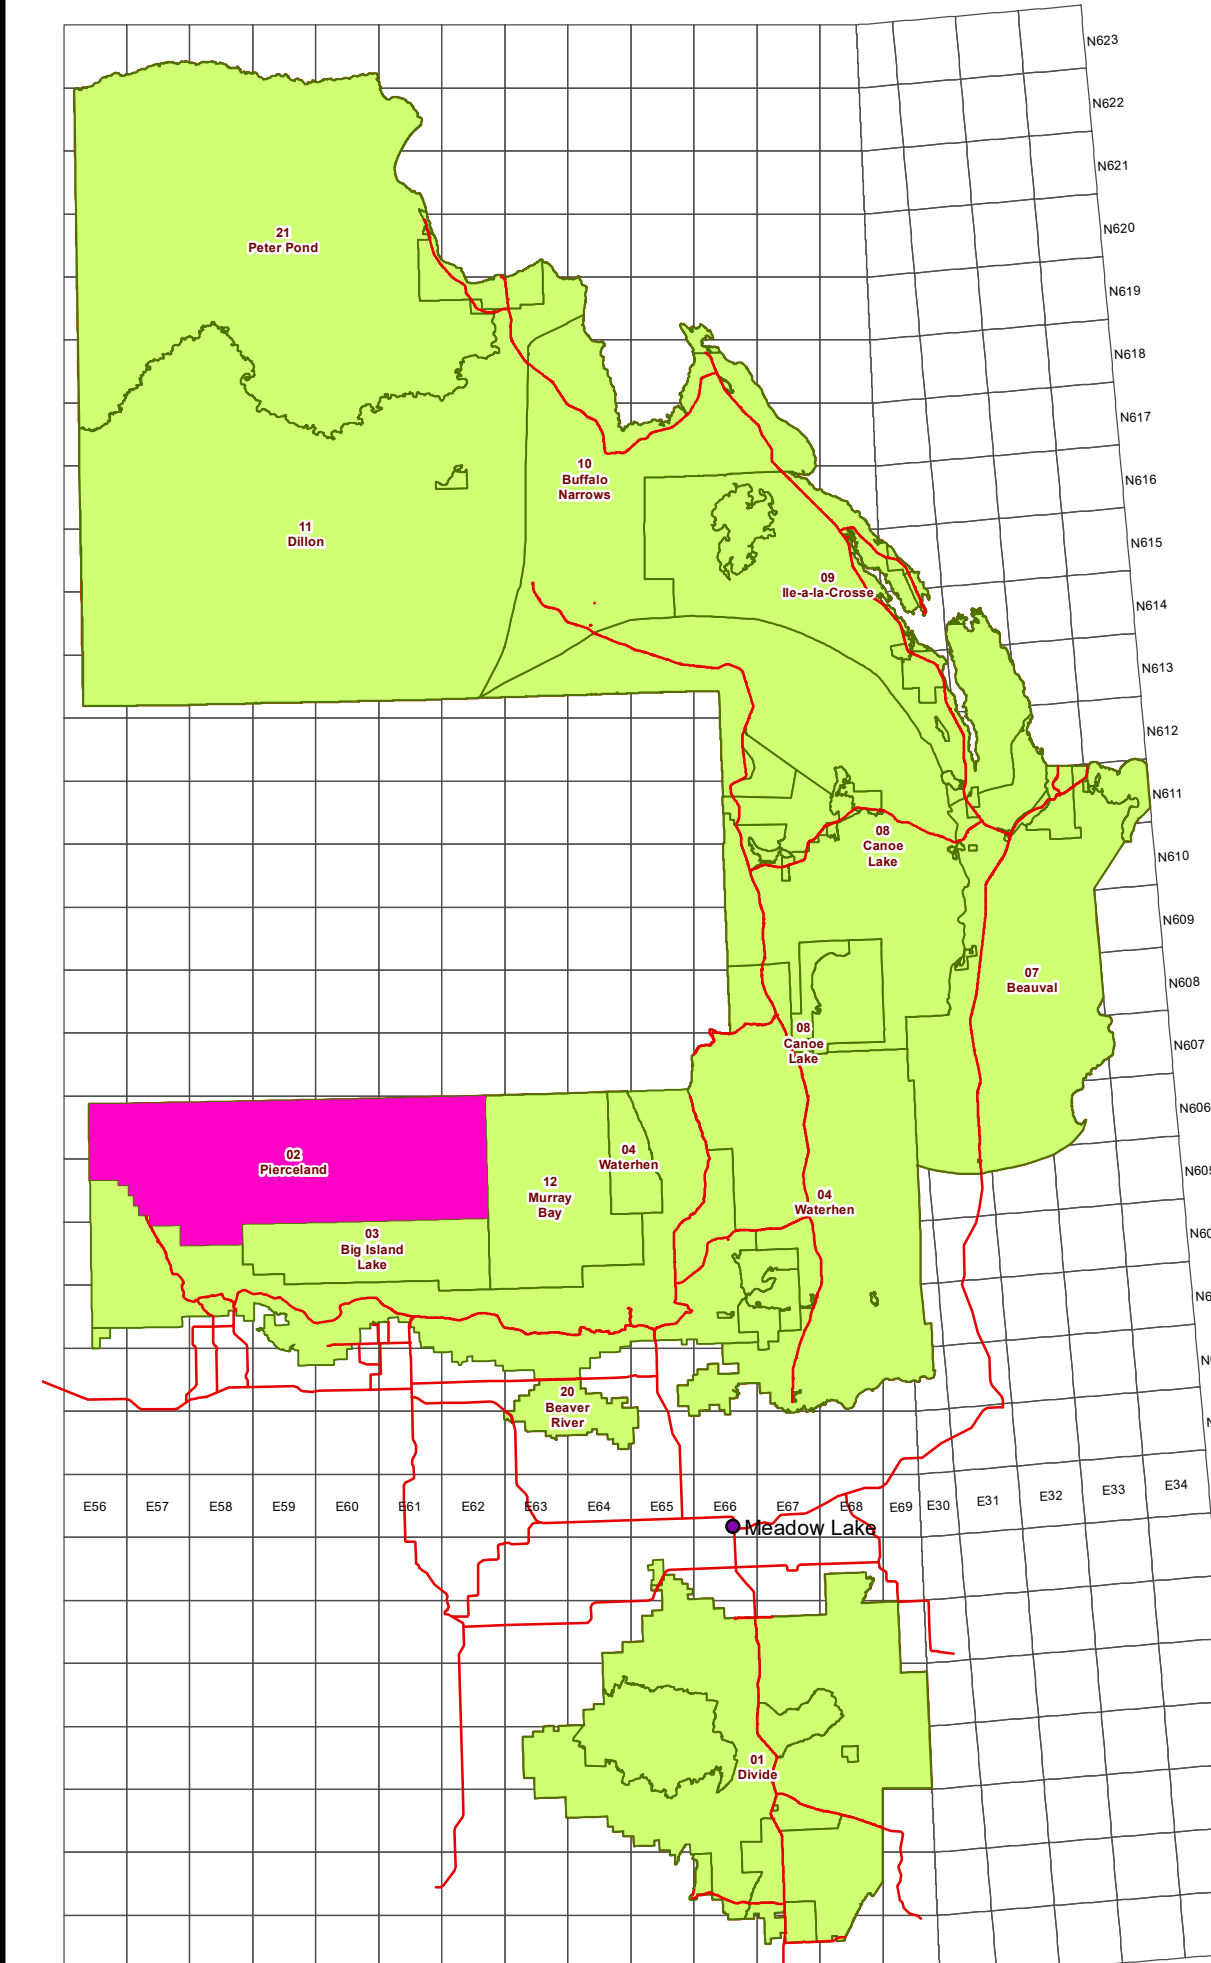 N623
N622
N621
N620
21
Peter Pond
N619
N618
N617
10
Buffalo
Narrows
N616
11
Dillon
N615
09
Ile-a-la-Crosse
N614
N613
N612
N611
08
Canoe
Lake
N610
N609
07
Beauval
N608
08
Canoe
Lake
N607
N606
02
Pierceland
04
Waterhen
N605
12
Murray
Bay
04
Waterhen
03
Big Island
Lake
20
Beaver
River
E56
E57
E58
E59
E60
E61
E62
E63
E64
E65
E66
E67
E68
E69
E30
E31
E32
E33
E34
Meadow Lake
01
Divide